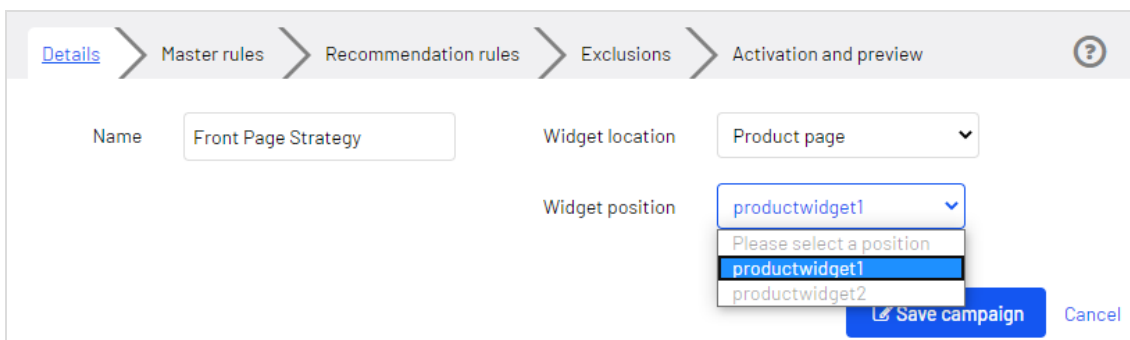 Details Master rules Recommendation rules Exclusions Activation and preview ?
Name Front Page Strategy Widget location Product page
Widget position productwidget1
Please select a position
productwidget1
productwidget2
Save campaign Cancel